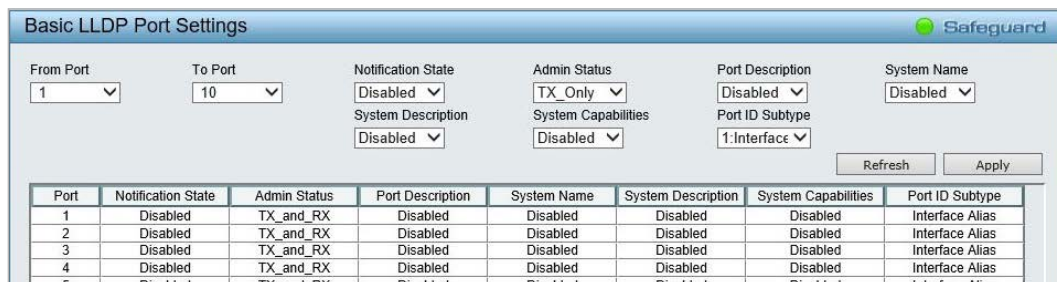 Basic LLDP Port Settings
Safeguard
From Port To Port Notification State Admin Status Port Description System Name
1 10 Disabled TX_Only Disabled Disabled
System Description System Capabilities Port ID Subtype
Disabled Disabled 1:Interface
Refresh Apply
Port Notification State Admin Status Port Description System Name System Description System Capabilities Port ID Subtype
1 Disabled TX_and_RX Disabled Disabled Disabled Disabled Interface Alias
2 Disabled TX_and_RX Disabled Disabled Disabled Disabled Interface Alias
3 Disabled TX_and_RX Disabled Disabled Disabled Disabled Interface Alias
4 Disabled TX_and_RX Disabled Disabled Disabled Disabled Interface Alias